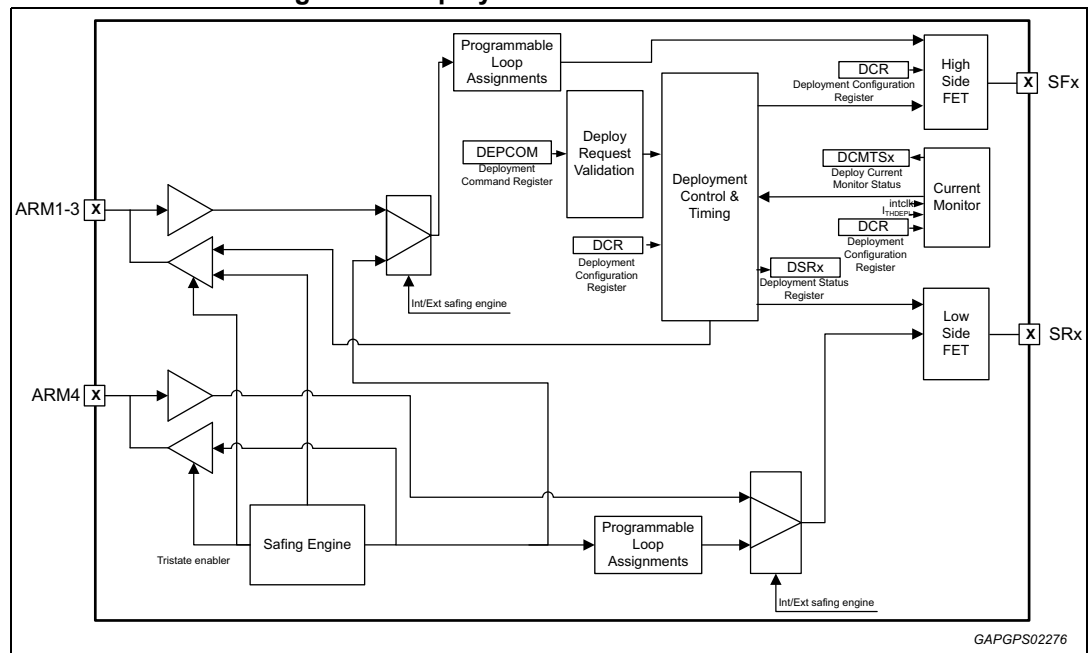 Programmable
Loop
Assignments
DCR
Deployment Configuration
Register
High
Side
FET
X
SFx
DEPCOM
Deployment
Command Register
Deploy
Request
Validation
Deployment
Control &
Timing
DCMTSx
Deploy Current
Monitor Status
intclk
ITHDEPL
DCR
Deployment
Configuration
Register
Current
Monitor
ARM1-3
X
DCR
Deployment
Configuration
Register
DSRx
Deployment Status
Register
Int/Ext safing engine
Low
Side
FET
X
SRx
ARM4
X
Safing Engine
Tristate enabler
Programmable
Loop
Assignments
Int/Ext safing engine
GAPGPS02276